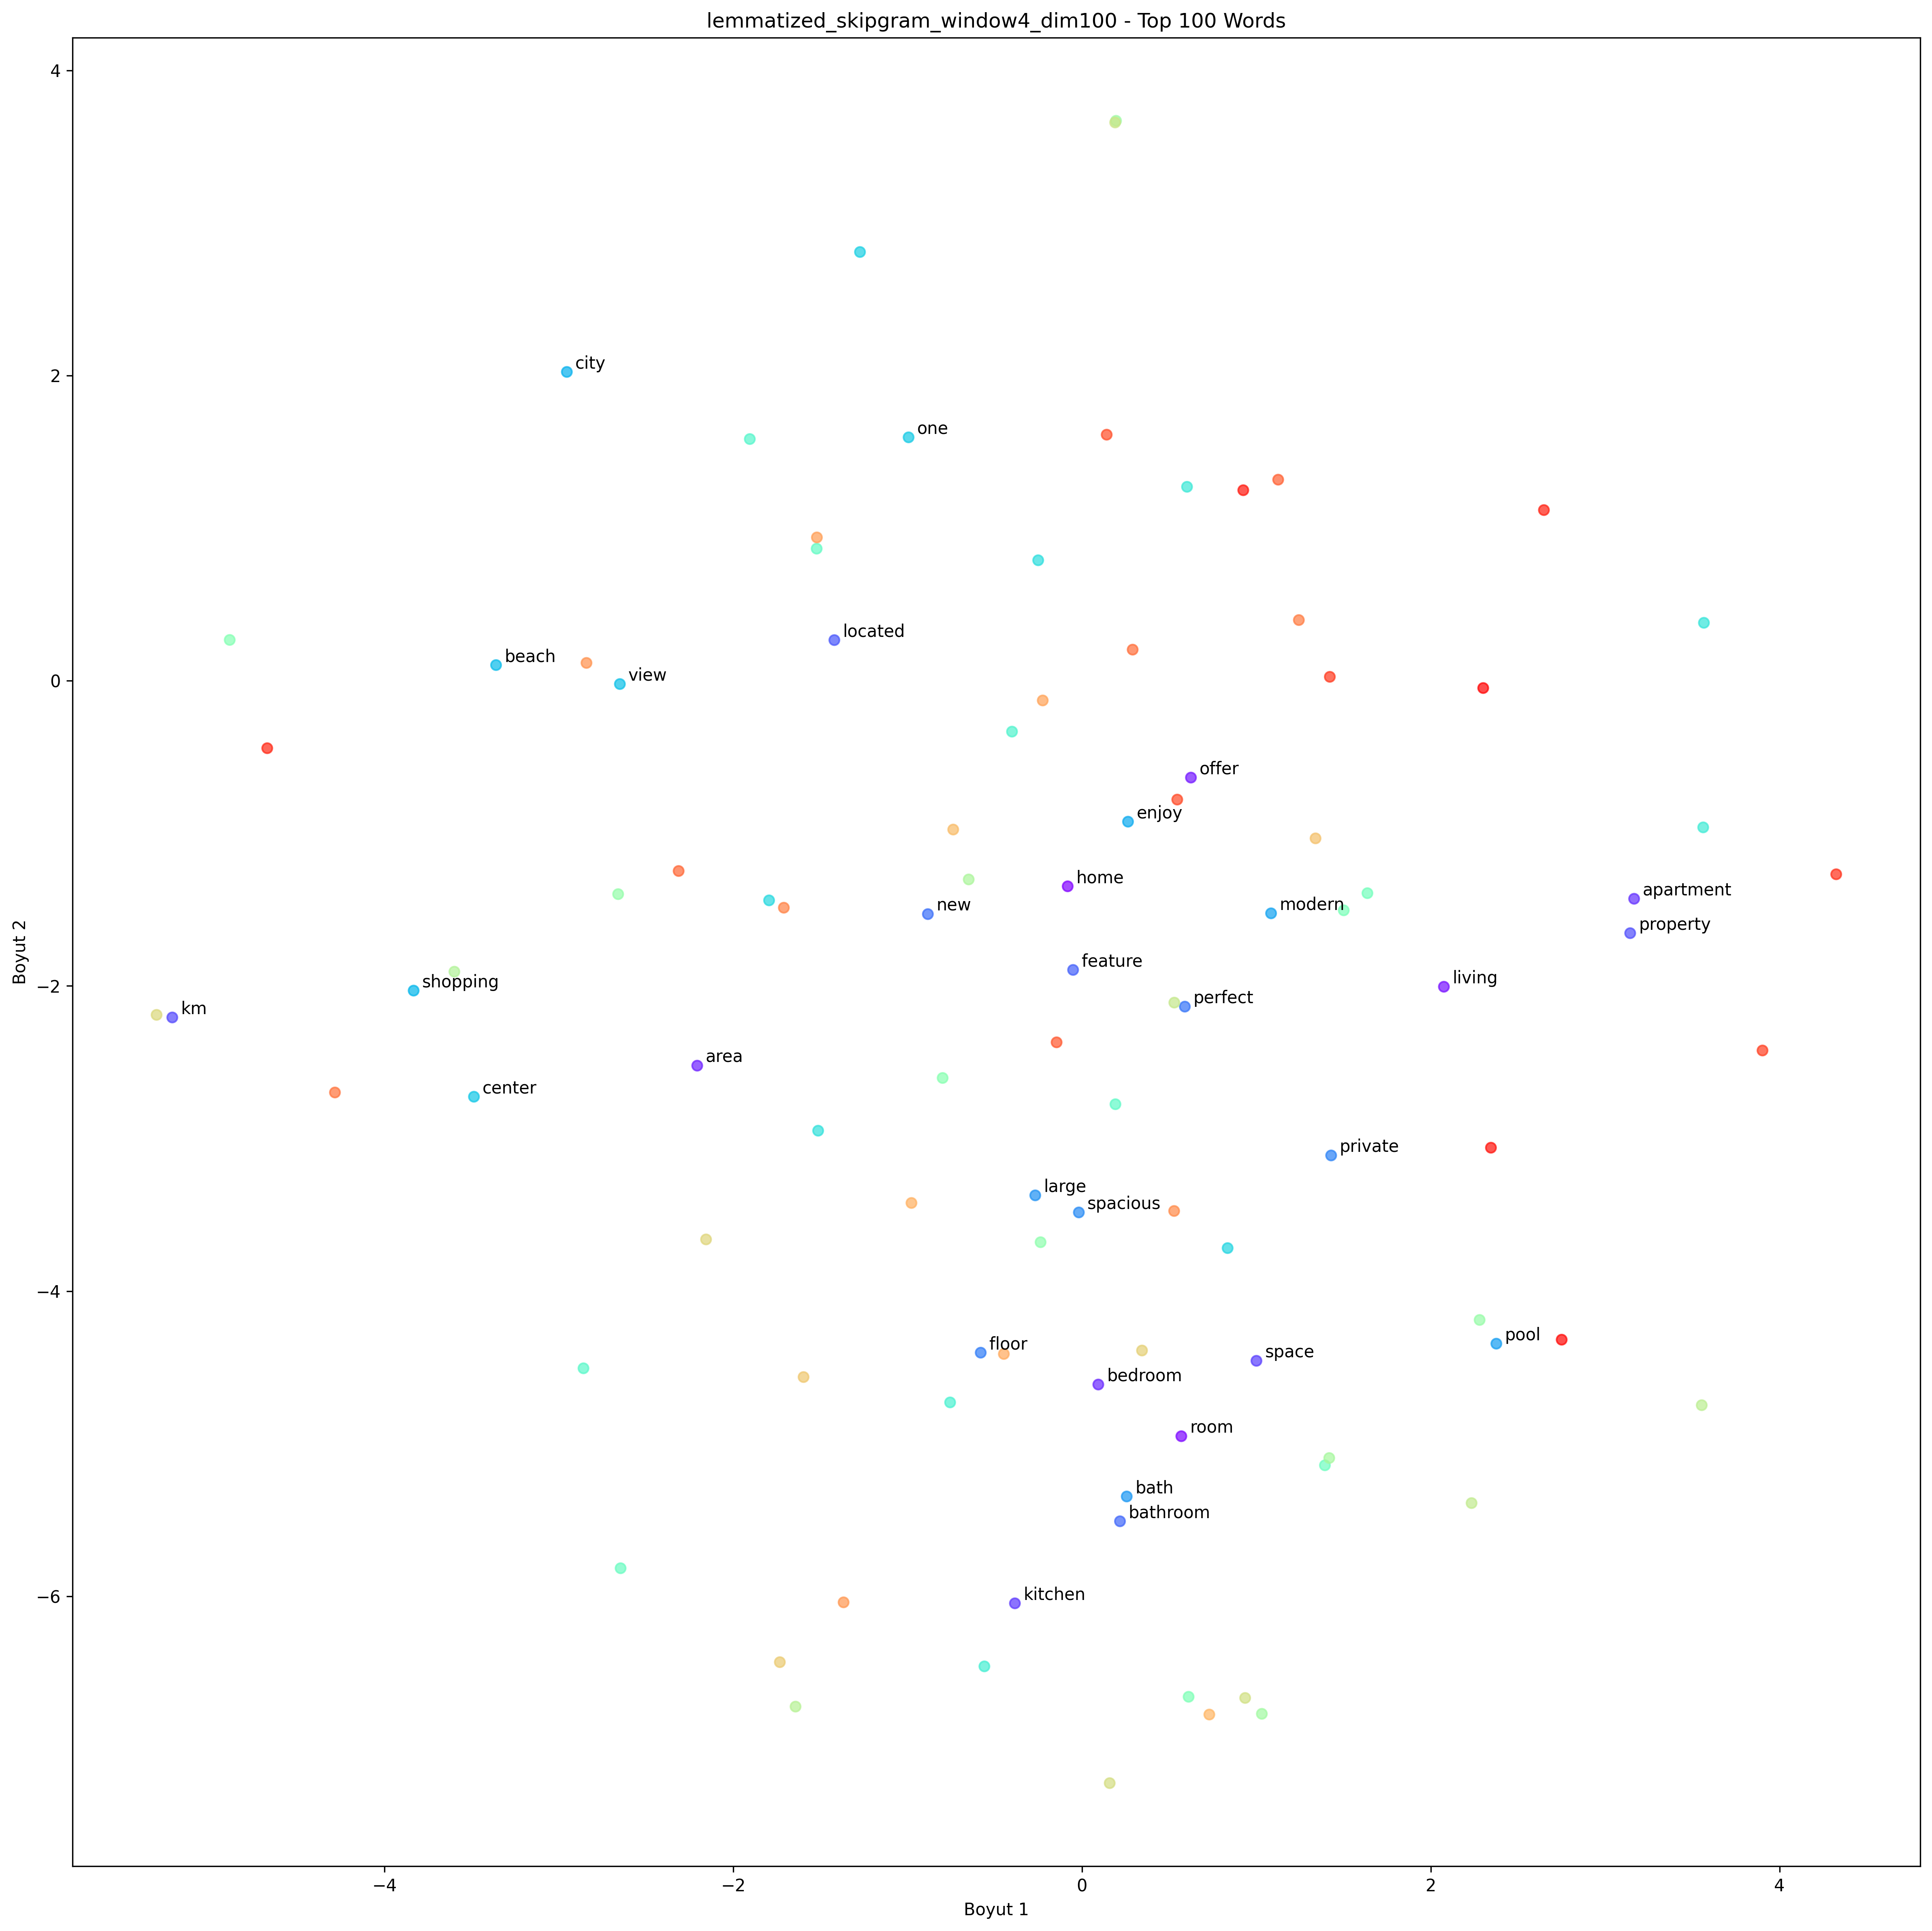 lemmatized_skipgram_window4_dim100 - Top 100 Words
4
city
2
one
located
beach
view
0
offer
enjoy
home
apartment
new
modern
property
feature
shopping
living
−2
km
perfect
area
center
private
large
spacious
−4
floor
pool
space
bedroom
room
bath
bathroom
kitchen
−6
Boyut 2
−4
−2
0
2
4
Boyut 1